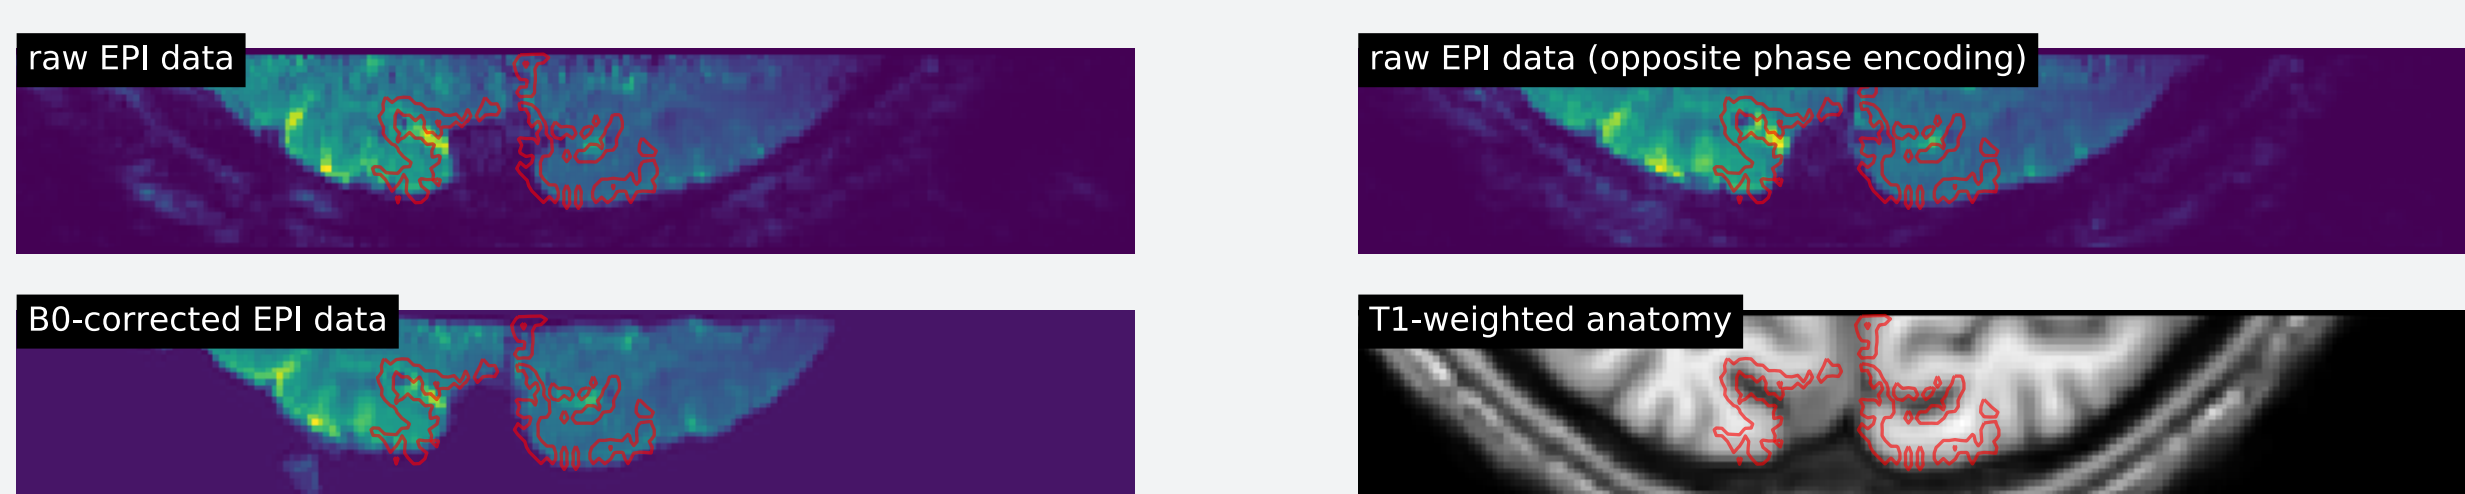 raw EPI data
raw EPI data (opposite phase encoding)
B0-corrected EPI data
T1-weighted anatomy